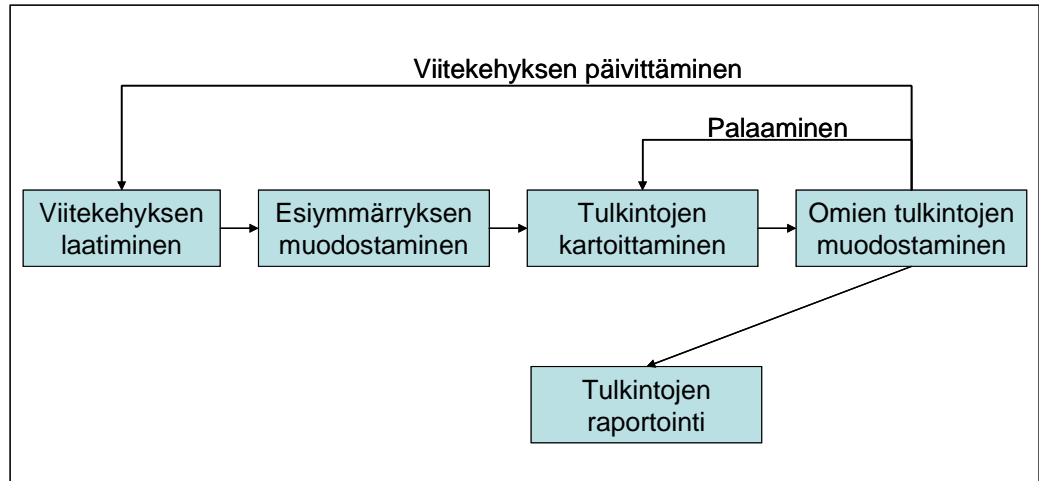 Viitekehyksen päivittäminen
Palaaminen
Viitekehyksen
laatiminen
Esiymmärryksen
muodostaminen
Tulkintojen
kartoittaminen
Omien tulkintojen
muodostaminen
Tulkintojen
raportointi